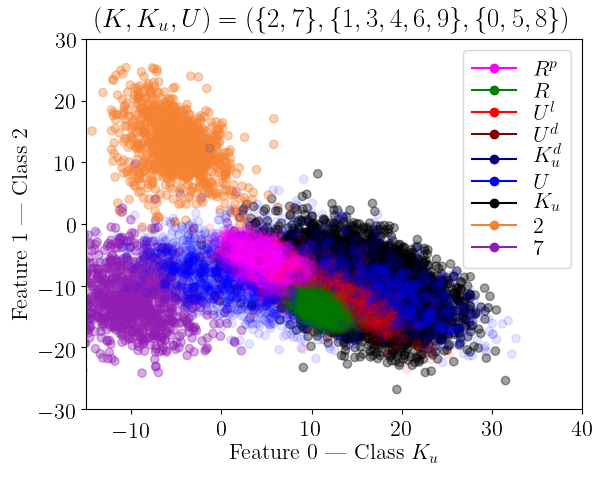 (K, K_u, U) = ({2, 7}, {1, 3, 4, 6, 9}, {0, 5, 8})
30
20
10
0
−10
−20
−30
Feature 1 — Class 2
R^p
R
U^l
U^d
K_u^d
U
K_u
2
7
−10
0
10
20
30
40
Feature 0 — Class K_u